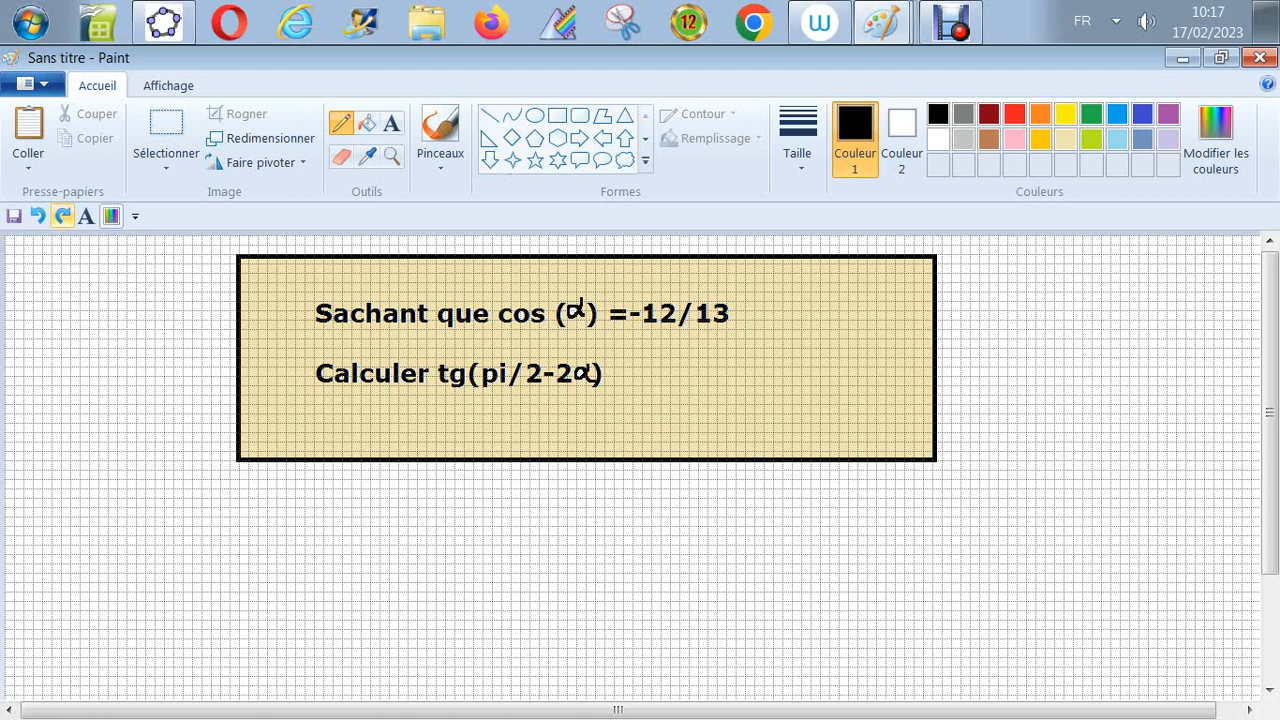 12
W
FR
10:17
17/02/2023
Sans titre - Paint
Accueil
Affichage
Coller
Couper
Copier
Presse-papiers
Sélectionner
Rogner
Redimensionner
Faire pivoter
Image
A
Outils
Pinceaux
Contour
Remplissage
Formes
Taille
Couleur 1
Couleur 2
Modifier les couleurs
Couleurs
A
Sachant que cos (α) =-12/13
Calculer tg(pi/2-2α)